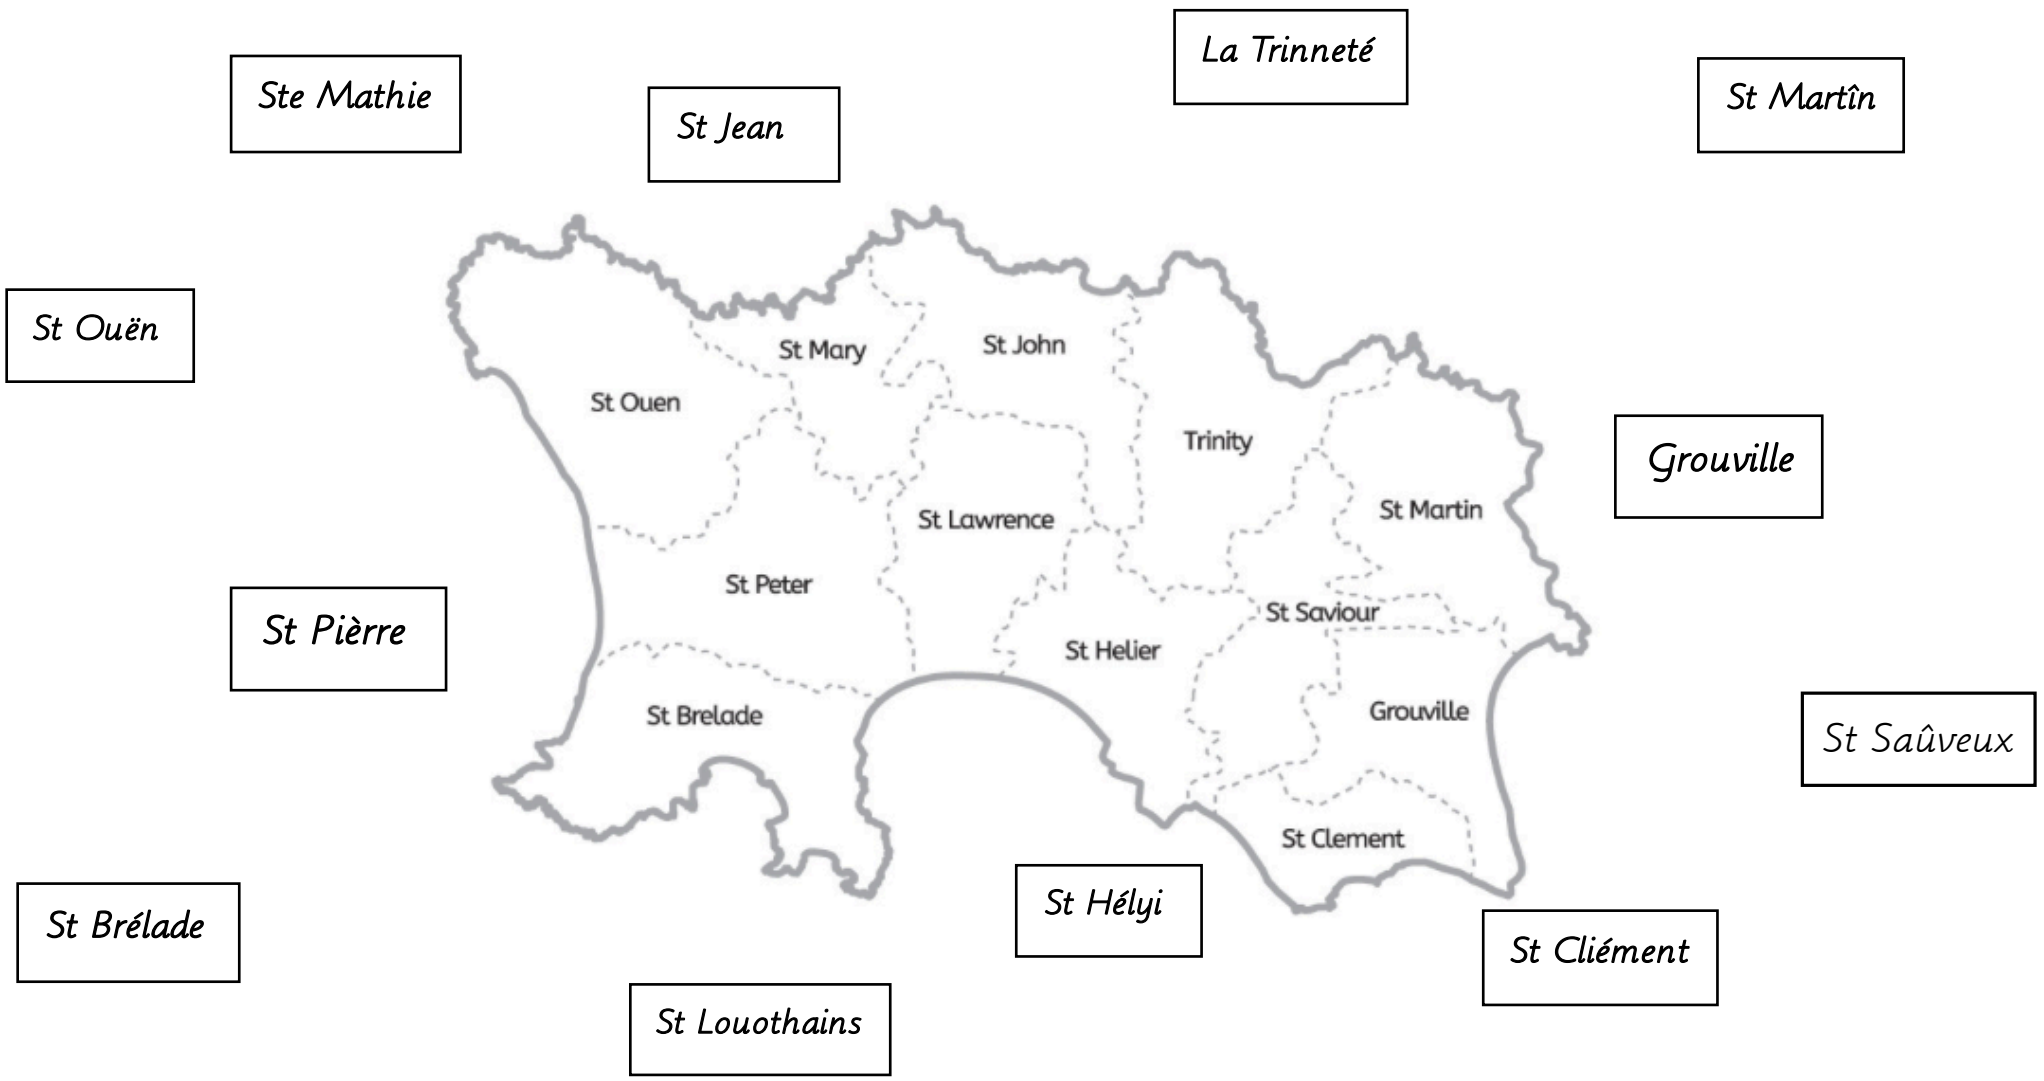 La Trinneté
Ste Mathie
St Martîn
St Jean
St Ouën
St John
St Mary
St Ouen
Trinity
Grouville
St Martin
St Lawrence
St Peter
St Saviour
St Pièrre
St Helier
Grouville
St Brelade
St Saûveux
St Clement
St Hélyi
St Brélade
St Cliément
St Louothains